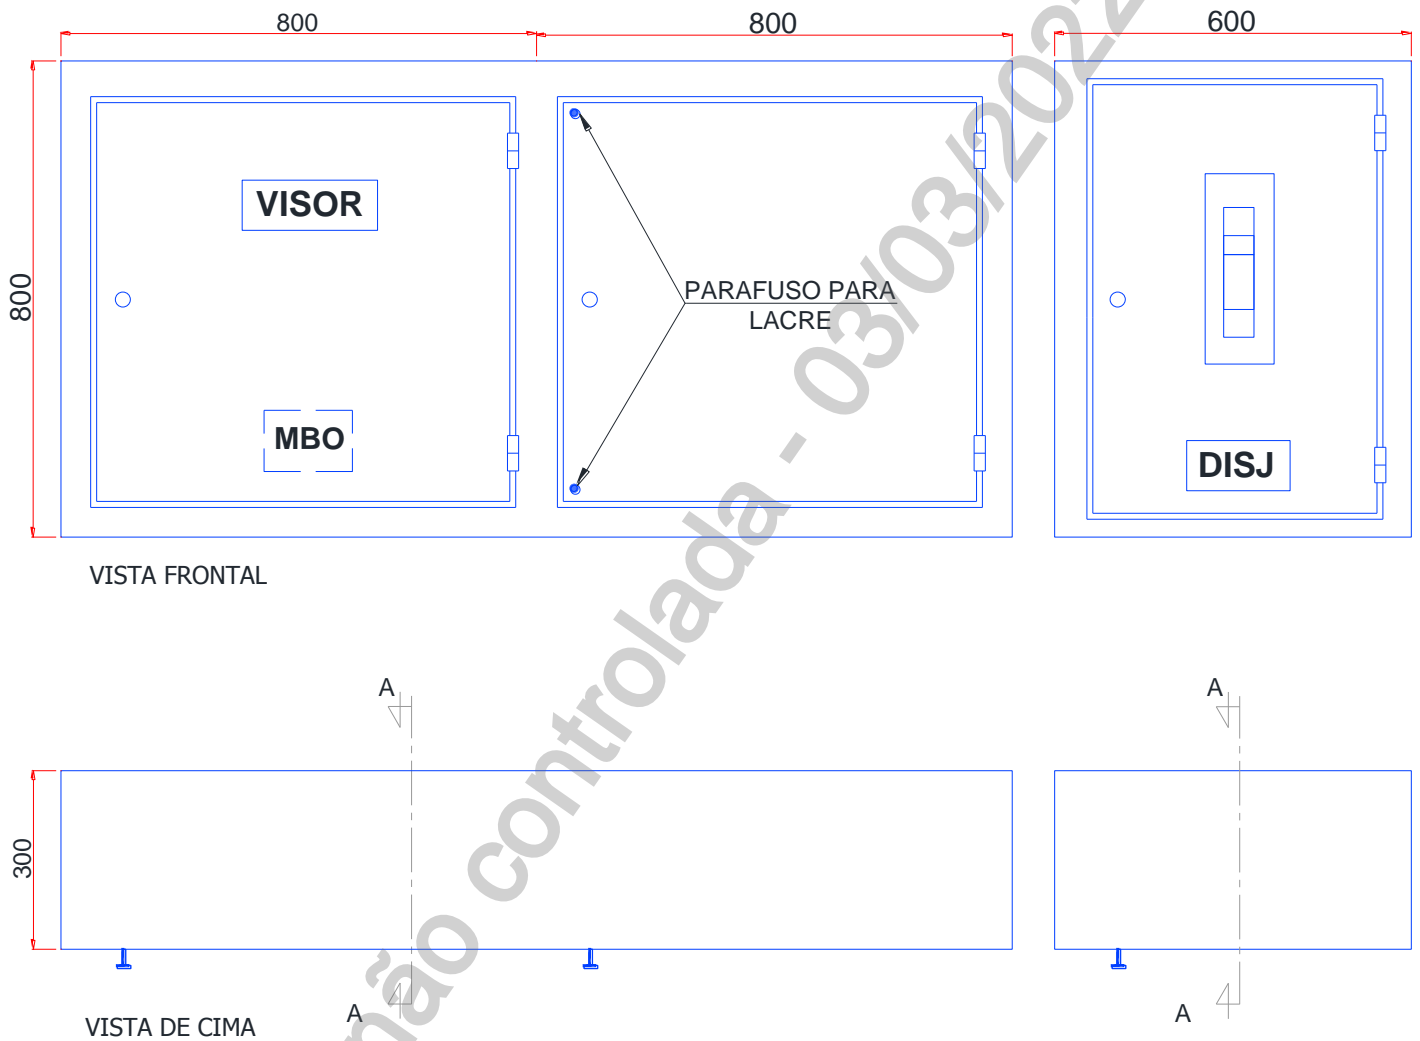 800
800
600
800
VISOR
PARAFUSO PARA
LACRE
MBO
DISJ
VISTA FRONTAL
A
A
300
A
A
VISTA DE CIMA
não controlada - 03/03/202